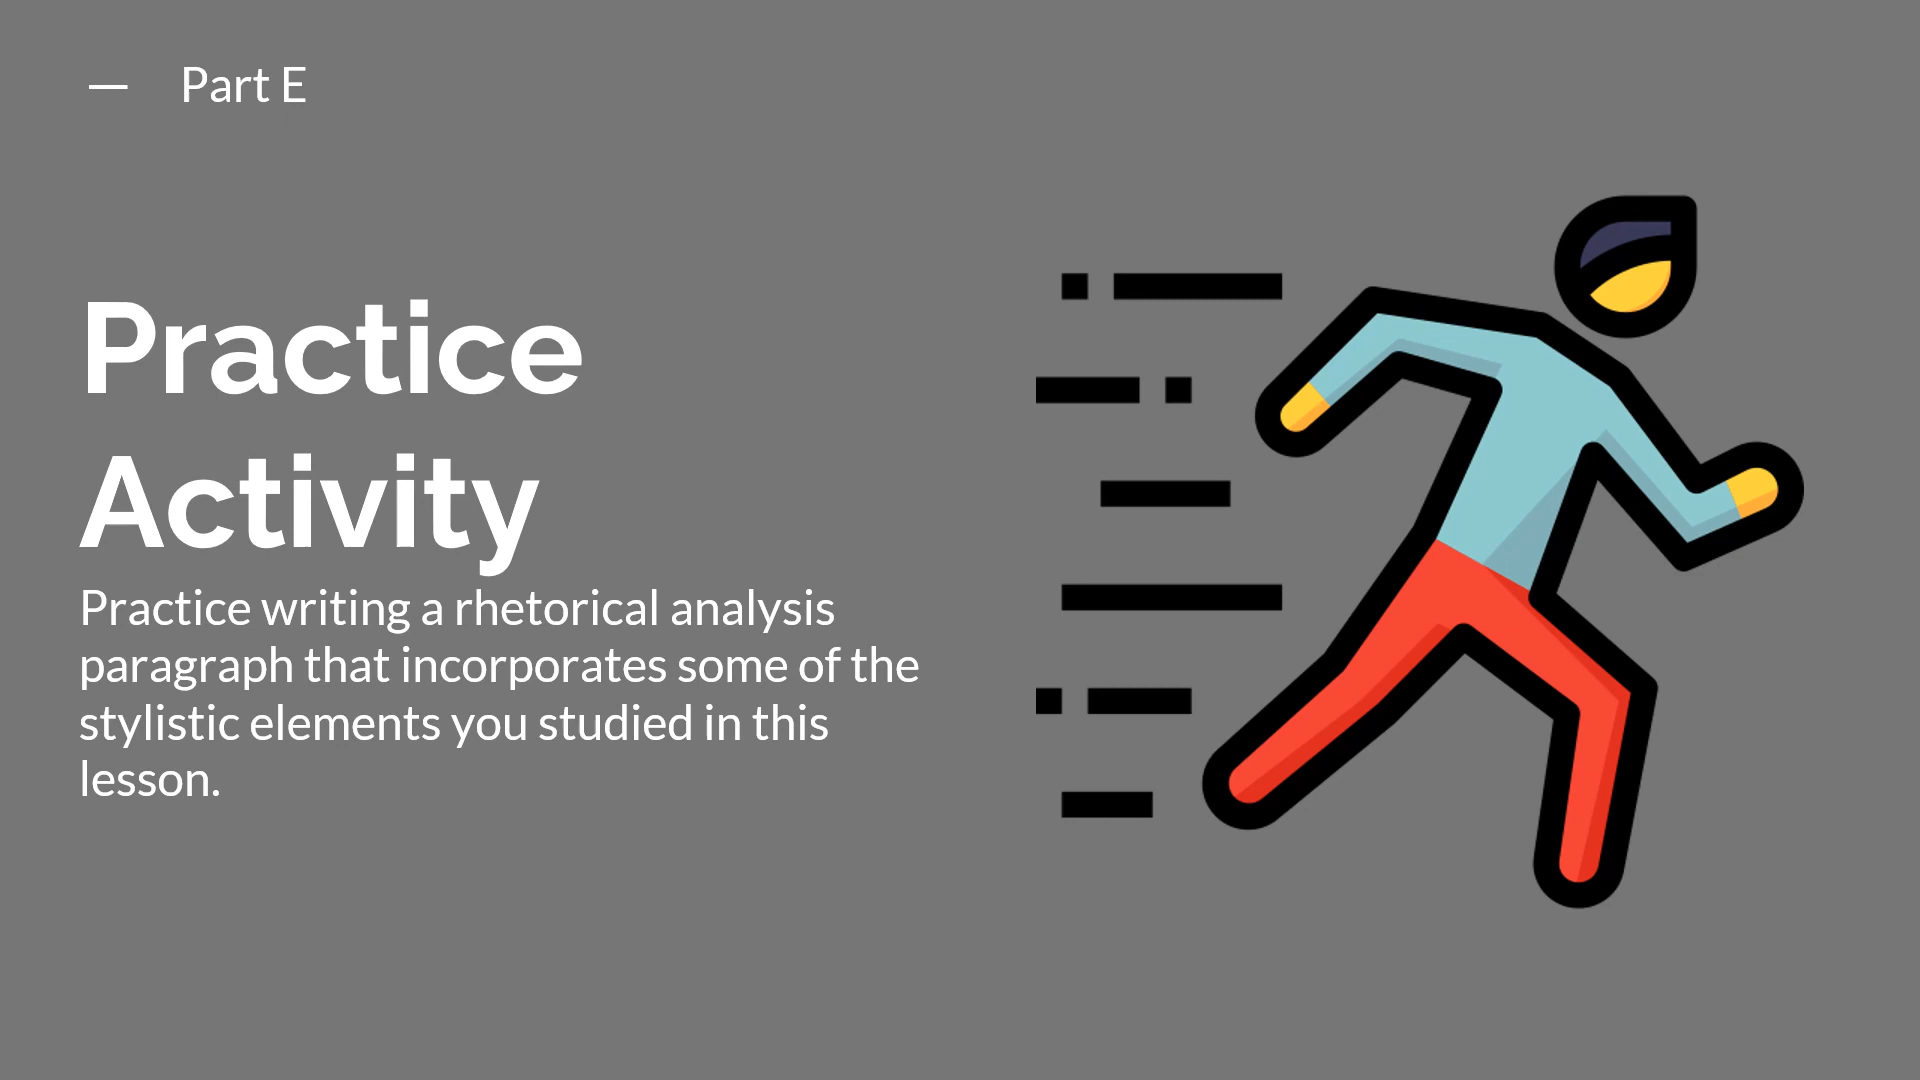 — Part E
Practice
Activity
Practice writing a rhetorical analysis
paragraph that incorporates some of the
stylistic elements you studied in this
lesson.